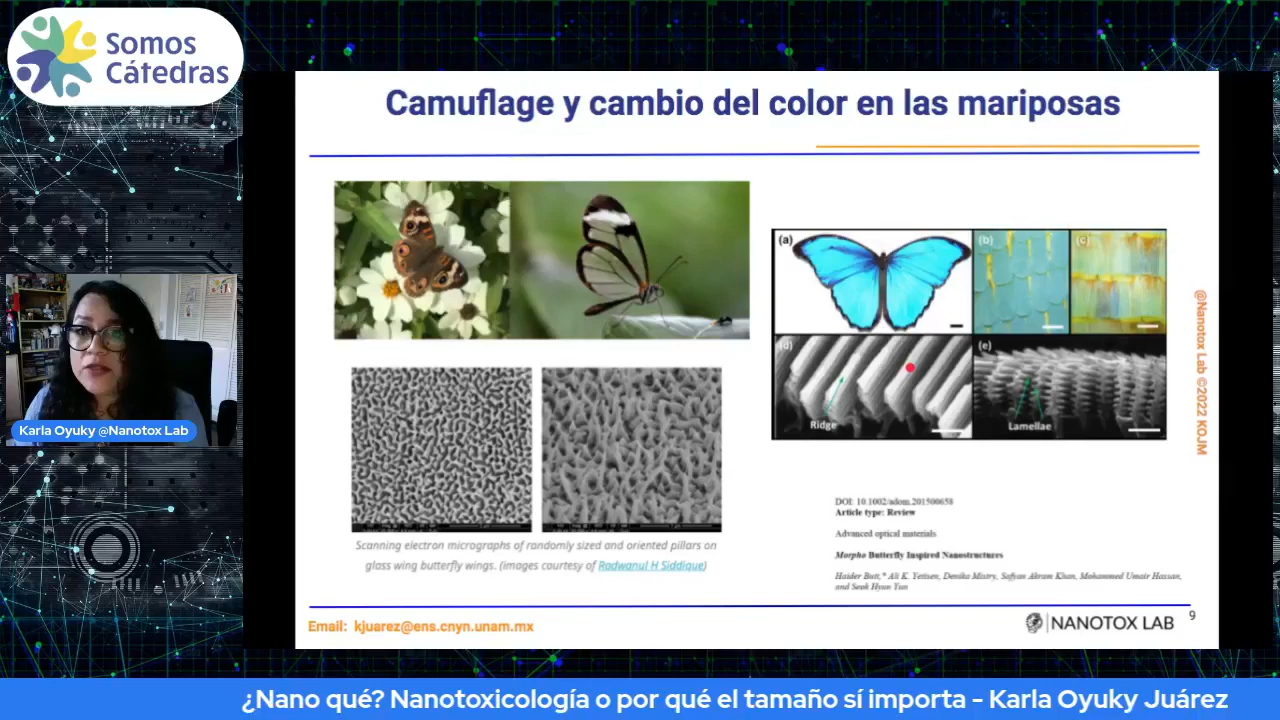 Somos
Cátedras
Camuflage y cambio del color en las mariposas
(a)
(b)
(c)
(d)
(e)
Ridge
Lamellae
@Nanotox Lab ©2022 KOJM
Karla Oyuky @Nanotox Lab
Scanning electron micrographs of randomly sized and oriented pillars on
glass wing butterfly wings. (images courtesy of Radwanul H Siddique)
DOI: 10.1002/adom.201500658
Article type: Review
Advanced optical materials
Morpho Butterfly Inspired Nanostructures
Haider Butt,* Ali K. Yetisen, Denika Mistry, Safyan Akram Khan, Mohammed Umair Hassan,
and Seok Hyun Yun
Email: kjuarez@ens.cnyn.unam.mx
NANOTOX LAB
9
¿Nano qué? Nanotoxicología o por qué el tamaño sí importa - Karla Oyuky Juárez